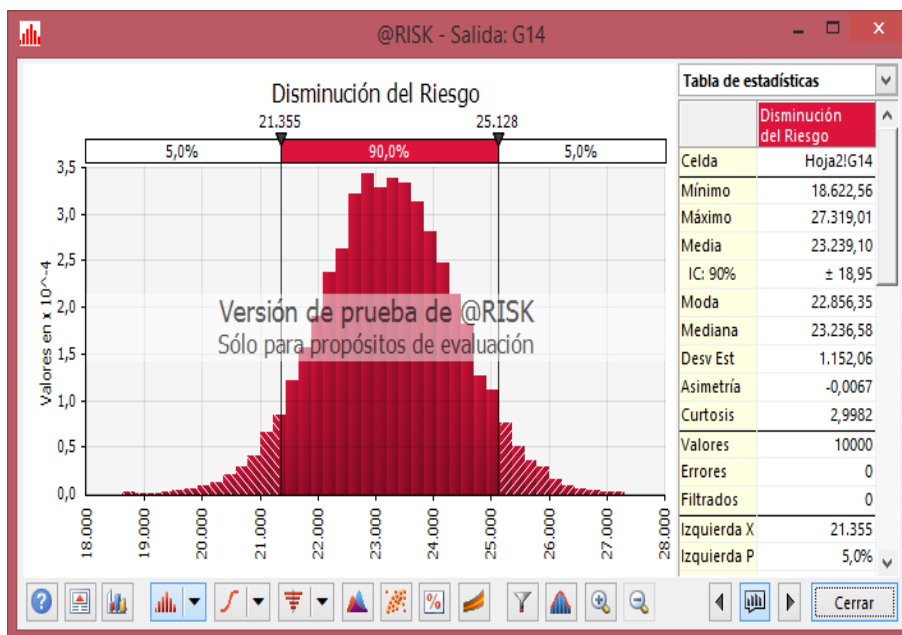 @RISK - Salida: G14
Disminución del Riesgo
21.355 25.128
5,0% 90,0% 5,0%
3,5
3,0
2,5
2,0
1,5
1,0
0,5
0,0
Valores en x 10^-4
Versión de prueba de @RISK
Sólo para propósitos de evaluación
18.000 19.000 20.000 21.000 22.000 23.000 24.000 25.000 26.000 27.000 28.000
Tabla de estadísticas
Disminución
del Riesgo
Celda Hoja2!G14
Mínimo 18.622,56
Máximo 27.319,01
Media 23.239,10
IC: 90% ± 18,95
Moda 22.856,35
Mediana 23.236,58
Desv Est 1.152,06
Asimetría -0,0067
Curtosis 2,9982
Valores 10000
Errores 0
Filtrados 0
Izquierda X 21.355
Izquierda P 5,0%
Cerrar